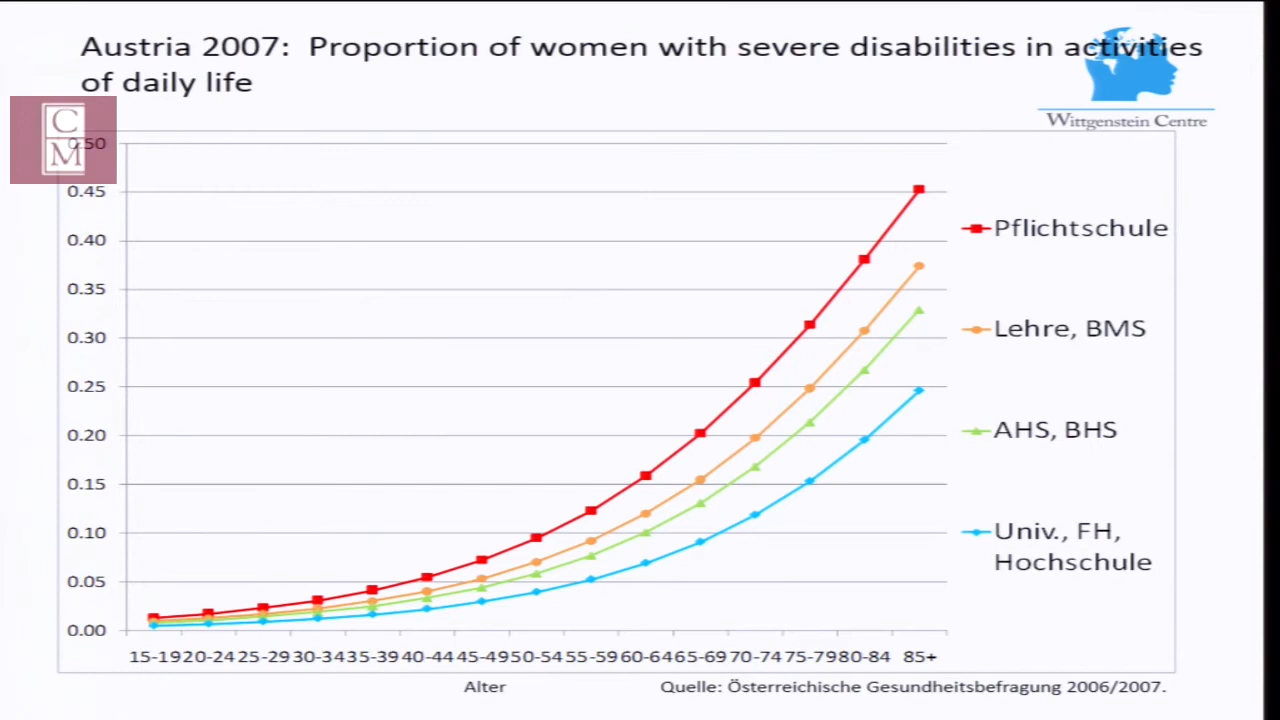 Austria 2007: Proportion of women with severe disabilities in activities
of daily life
Wittgenstein Centre
C
M
0.50
0.45
0.40
0.35
0.30
0.25
0.20
0.15
0.10
0.05
0.00
15-19 20-24 25-29 30-34 35-39 40-44 45-49 50-54 55-59 60-64 65-69 70-74 75-79 80-84 85+
Pflichtschule
Lehre, BMS
AHS, BHS
Univ., FH,
Hochschule
Alter
Quelle: Österreichische Gesundheitsbefragung 2006/2007.